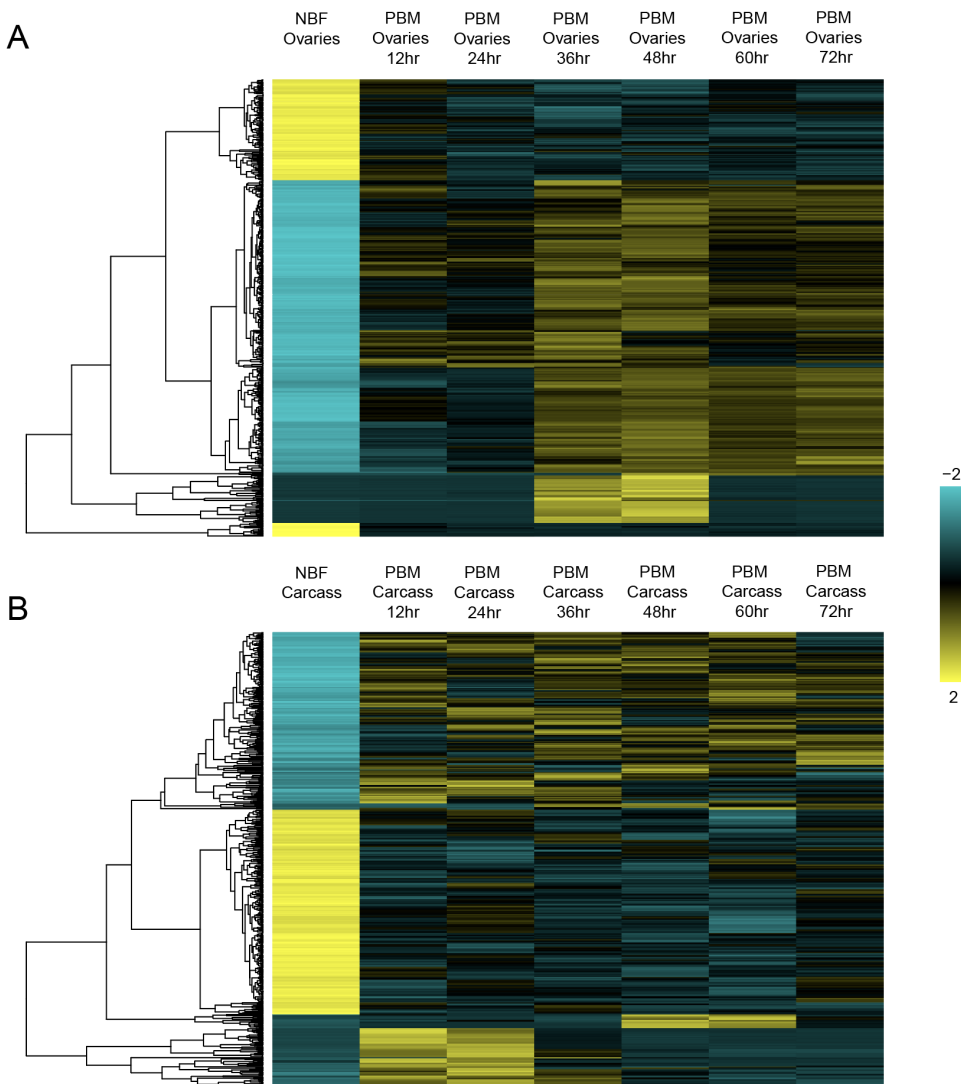 A
NBF
Ovaries
PBM
Ovaries
12hr
PBM
Ovaries
24hr
PBM
Ovaries
36hr
PBM
Ovaries
48hr
PBM
Ovaries
60hr
PBM
Ovaries
72hr
−2
2
B
NBF
Carcass
PBM
Carcass
12hr
PBM
Carcass
24hr
PBM
Carcass
36hr
PBM
Carcass
48hr
PBM
Carcass
60hr
PBM
Carcass
72hr